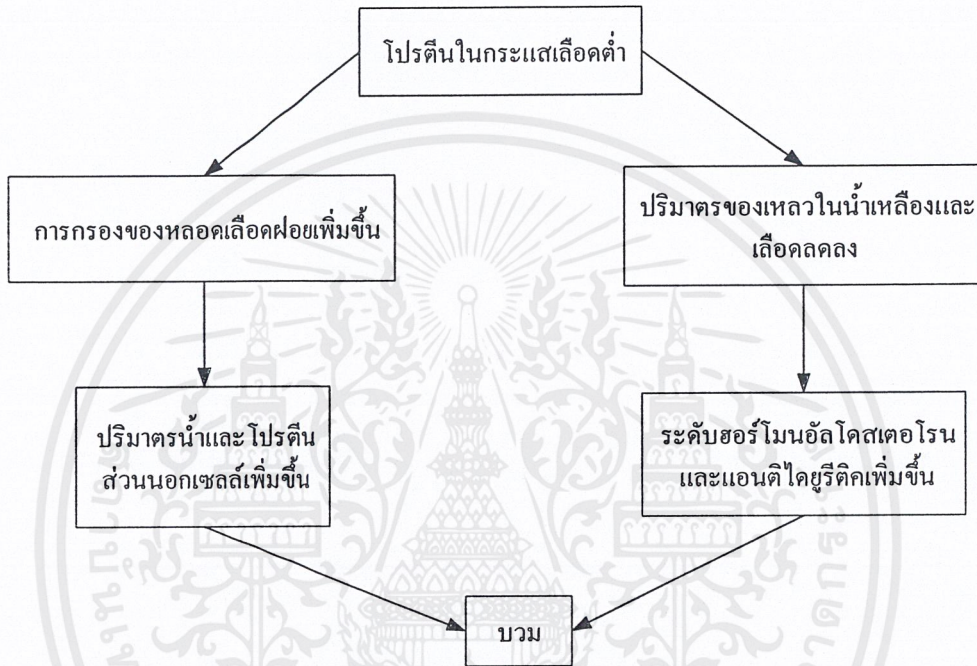 โปรตีนในกระแสเลือดต่ำ
การกรองของหลอดเลือดฝอยเพิ่มขึ้น
ปริมาตรของเหลวในน้ำเหลืองและ
เลือดลดลง
ปริมาตรน้ำและโปรตีน
ส่วนนอกเซลล์เพิ่มขึ้น
ระดับฮอร์โมนอัลโดสเตอโรน
และแอนติไดยูรีติคเพิ่มขึ้น
บวม